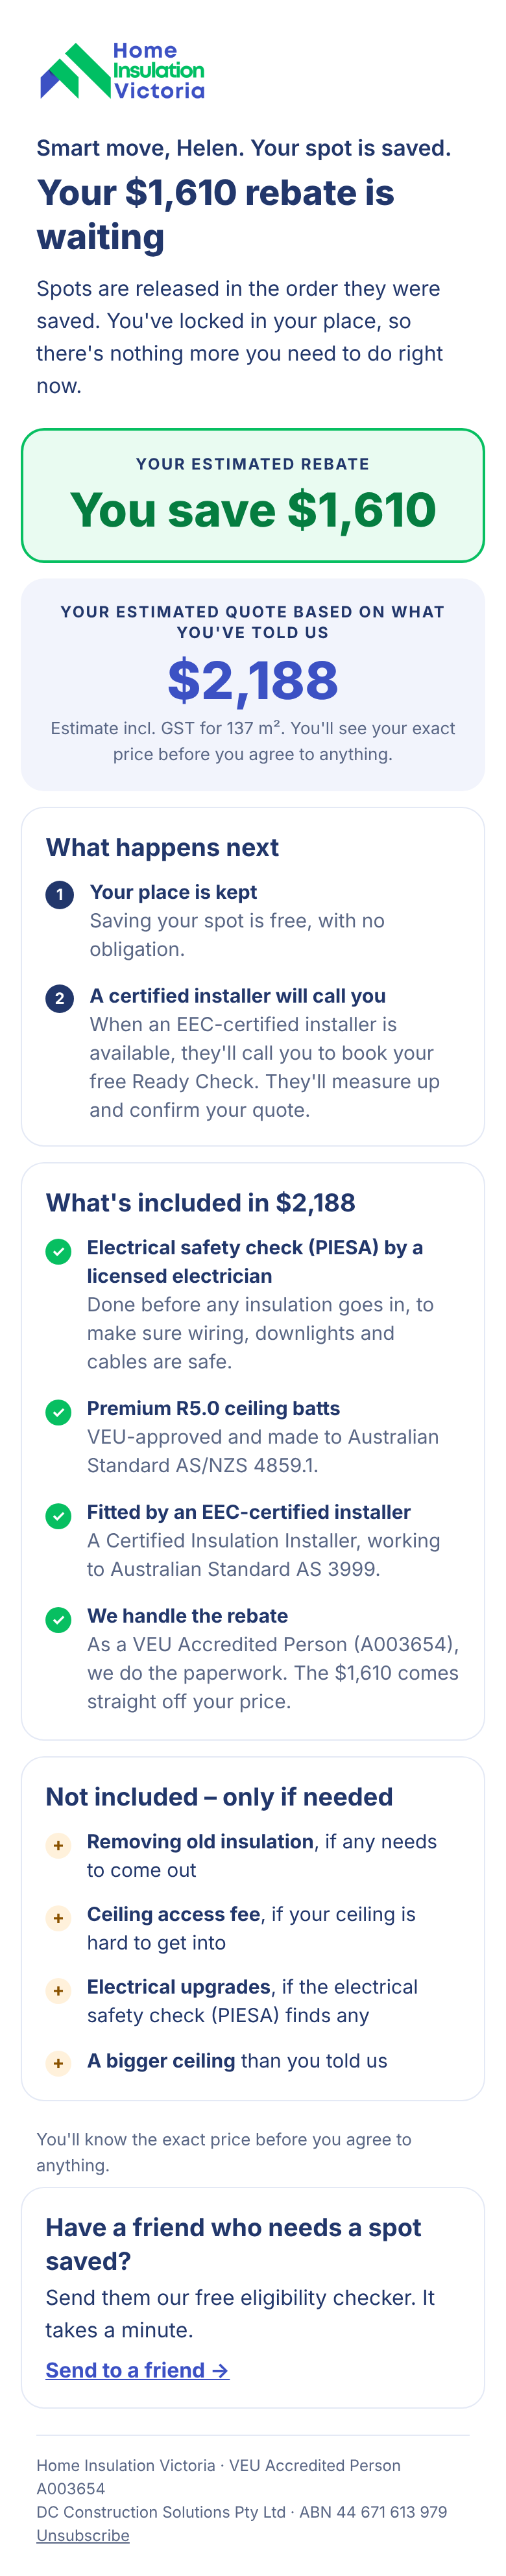 Home
Insulation
Victoria
Smart move, Helen. Your spot is saved.
Your $1,610 rebate is
waiting
Spots are released in the order they were
saved. You've locked in your place, so
there's nothing more you need to do right
now.
YOUR ESTIMATED REBATE
You save $1,610
YOUR ESTIMATED QUOTE BASED ON WHAT
YOU'VE TOLD US
$2,188
Estimate incl. GST for 137 m². You'll see your exact
price before you agree to anything.
What happens next
1 Your place is kept
Saving your spot is free, with no
obligation.
2 A certified installer will call you
When an EEC-certified installer is
available, they'll call you to book your
free Ready Check. They'll measure up
and confirm your quote.
What's included in $2,188
✓ Electrical safety check (PIESA) by a
licensed electrician
Done before any insulation goes in, to
make sure wiring, downlights and
cables are safe.
✓ Premium R5.0 ceiling batts
VEU-approved and made to Australian
Standard AS/NZS 4859.1.
✓ Fitted by an EEC-certified installer
A Certified Insulation Installer, working
to Australian Standard AS 3999.
✓ We handle the rebate
As a VEU Accredited Person (A003654),
we do the paperwork. The $1,610 comes
straight off your price.
Not included – only if needed
+ Removing old insulation, if any needs
to come out
+ Ceiling access fee, if your ceiling is
hard to get into
+ Electrical upgrades, if the electrical
safety check (PIESA) finds any
+ A bigger ceiling than you told us
You'll know the exact price before you agree to
anything.
Have a friend who needs a spot
saved?
Send them our free eligibility checker. It
takes a minute.
Send to a friend →
Home Insulation Victoria · VEU Accredited Person
A003654
DC Construction Solutions Pty Ltd · ABN 44 671 613 979
Unsubscribe